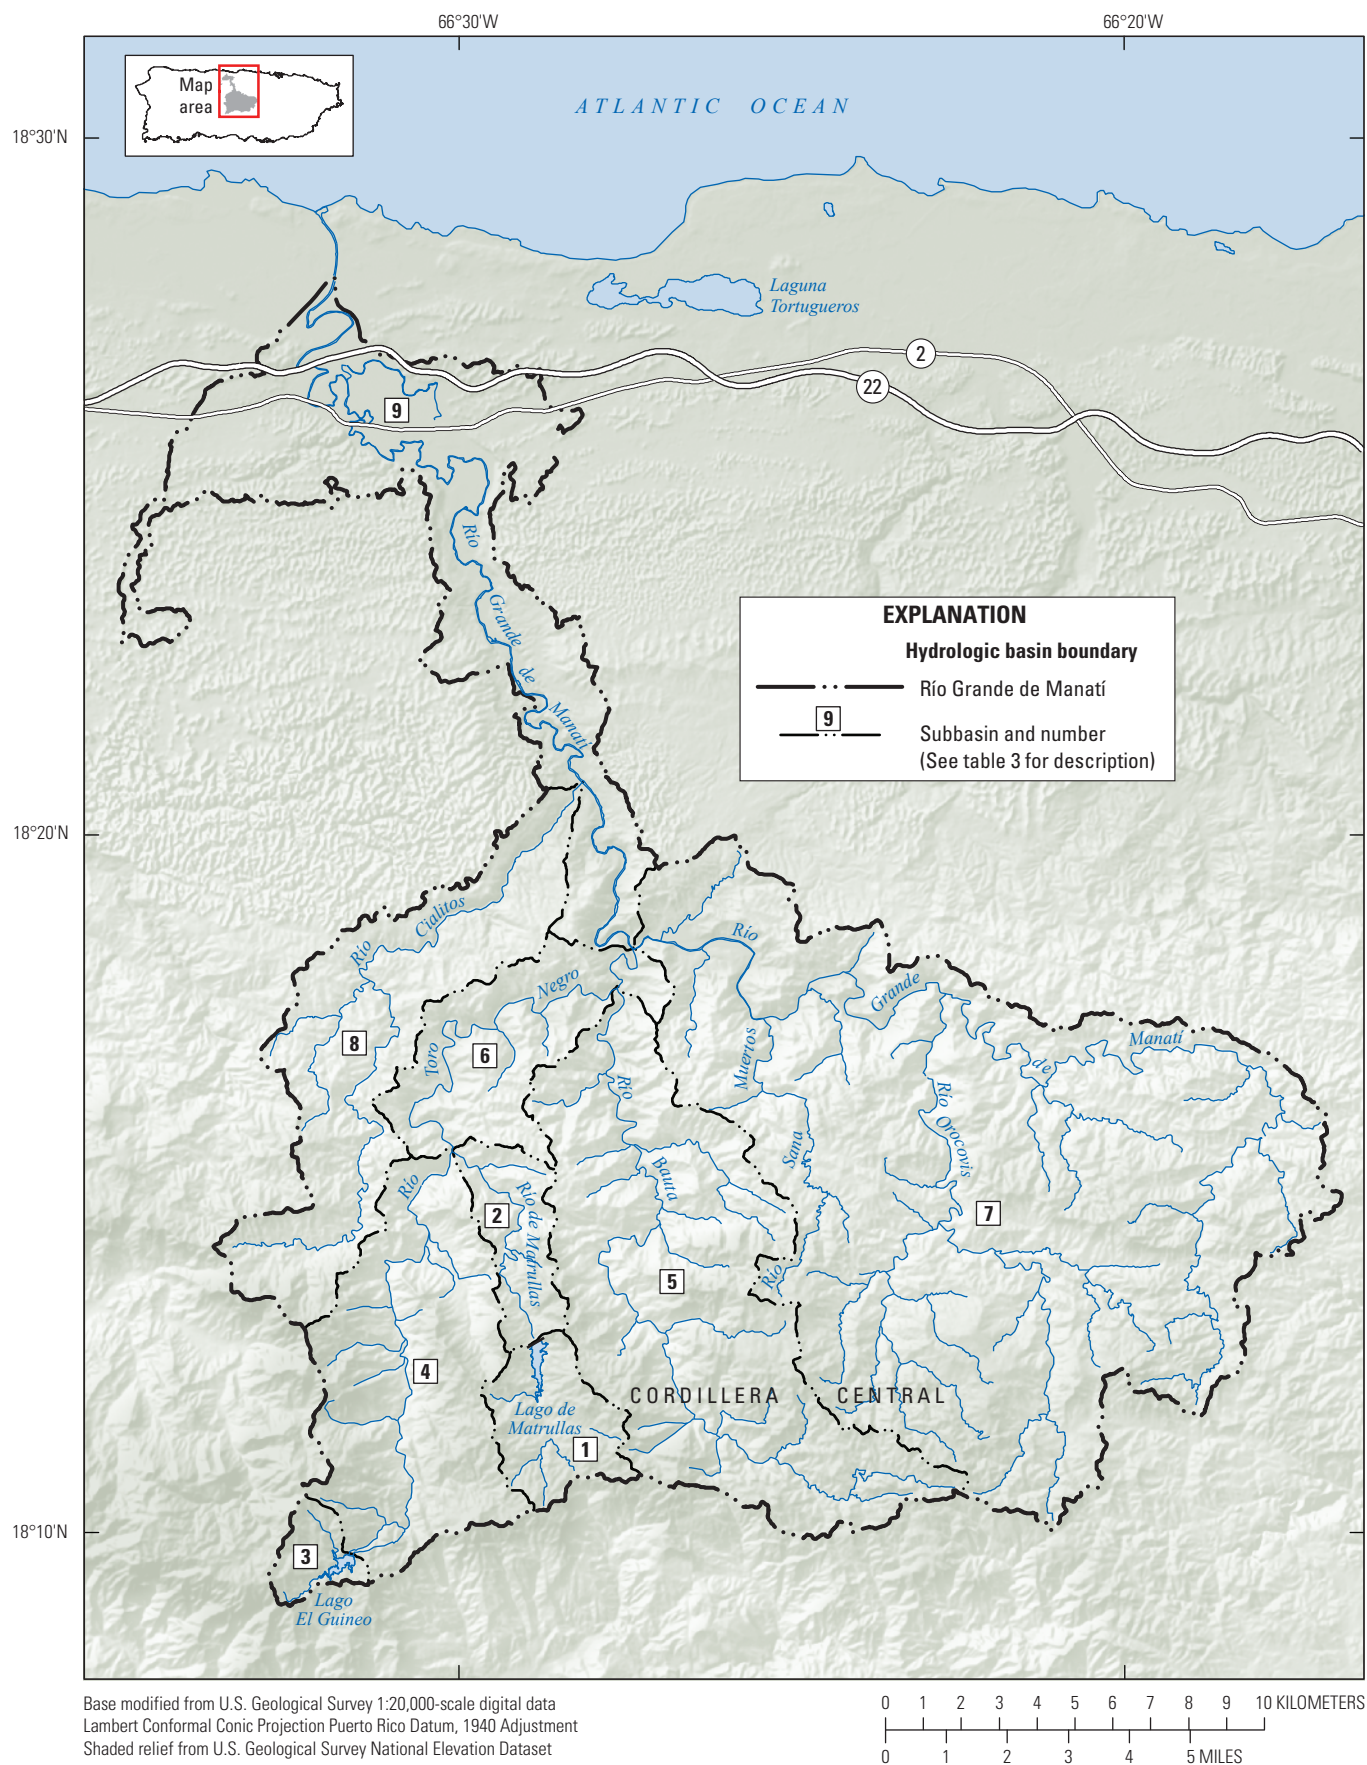 66°30'W
66°20'W
Map
area
ATLANTIC OCEAN
18°30'N
Laguna
Tortugueros
2
22
9
Río
Grande
de
Manatí
EXPLANATION
Hydrologic basin boundary
Río Grande de Manatí
9
Subbasin and number
(See table 3 for description)
18°20'N
Río
Cialitos
Río
Grande
de
Manatí
Negro
Toro
Río
8
6
Muertos
Sana
Río
Río
Bauta
Río Orocovis
2
Río de Matrullas
7
5
4
CORDILLERA CENTRAL
Lago de
Matrullas
1
18°10'N
3
Lago
El Guineo
Base modified from U.S. Geological Survey 1:20,000-scale digital data
Lambert Conformal Conic Projection Puerto Rico Datum, 1940 Adjustment
Shaded relief from U.S. Geological Survey National Elevation Dataset
0 1 2 3 4 5 6 7 8 9 10 KILOMETERS
0 1 2 3 4 5 MILES